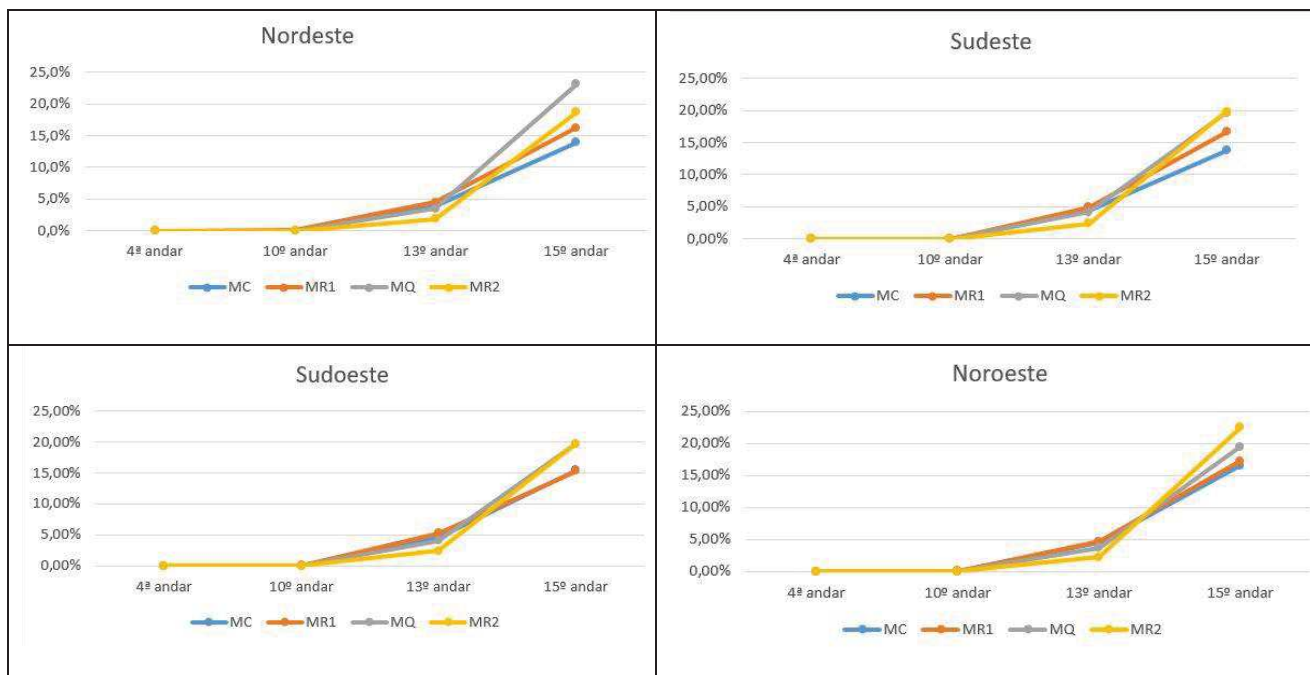 Nordeste
25,0%
20,0%
15,0%
10,0%
5,0%
0,0%
4ª andar 10º andar 13º andar 15º andar
MC MR1 MQ MR2
Sudeste
25,00%
20,00%
15,00%
10,00%
5,00%
0,00%
4ª andar 10º andar 13º andar 15º andar
MC MR1 MQ MR2
Sudoeste
25,00%
20,00%
15,00%
10,00%
5,00%
0,00%
4ª andar 10º andar 13º andar 15º andar
MC MR1 MQ MR2
Noroeste
25,00%
20,00%
15,00%
10,00%
5,00%
0,00%
4ª andar 10º andar 13º andar 15º andar
MC MR1 MQ MR2